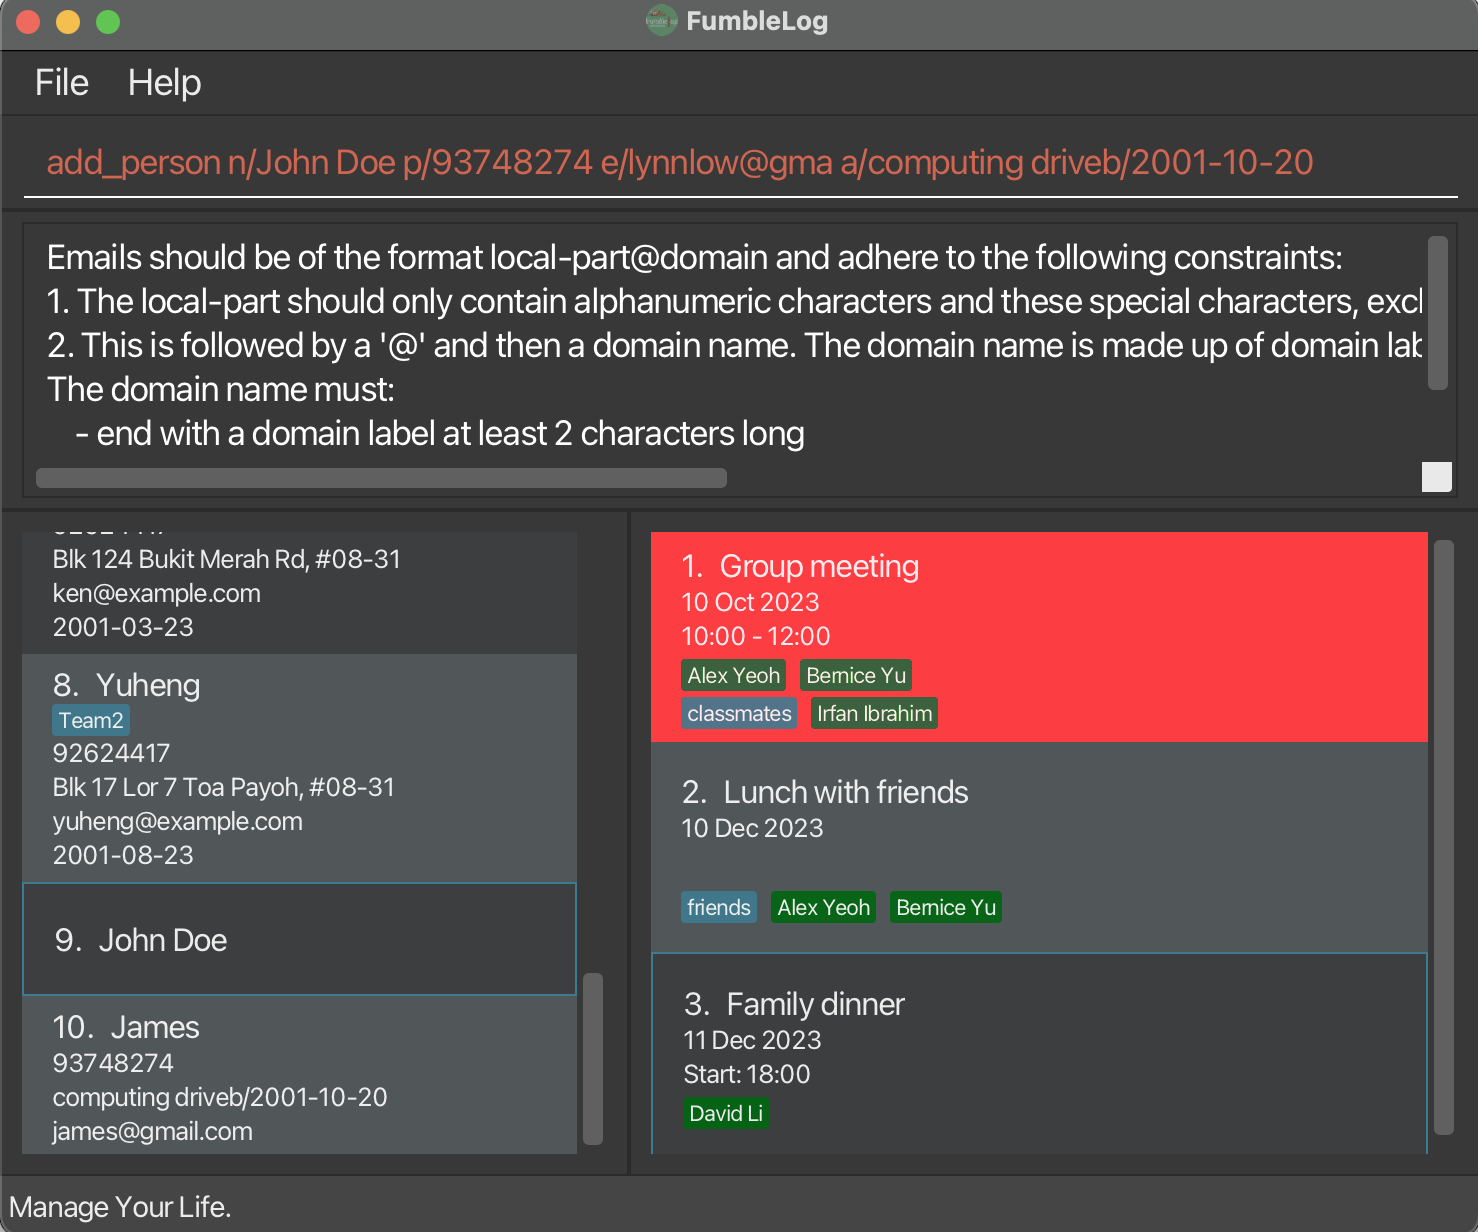 FumbleLog
File Help
add_person n/John Doe p/93748274 e/lynnlow@gma a/computing driveb/2001-10-20
Emails should be of the format local-part@domain and adhere to the following constraints:
1. The local-part should only contain alphanumeric characters and these special characters, excl
2. This is followed by a '@' and then a domain name. The domain name is made up of domain lab
The domain name must:
- end with a domain label at least 2 characters long
Blk 124 Bukit Merah Rd, #08-31
ken@example.com
2001-03-23
8. Yuheng
Team2
92624417
Blk 17 Lor 7 Toa Payoh, #08-31
yuheng@example.com
2001-08-23
9. John Doe
10. James
93748274
computing driveb/2001-10-20
james@gmail.com
1. Group meeting
10 Oct 2023
10:00 - 12:00
Alex Yeoh Bernice Yu
classmates Irfan Ibrahim
2. Lunch with friends
10 Dec 2023
friends Alex Yeoh Bernice Yu
3. Family dinner
11 Dec 2023
Start: 18:00
David Li
Manage Your Life.